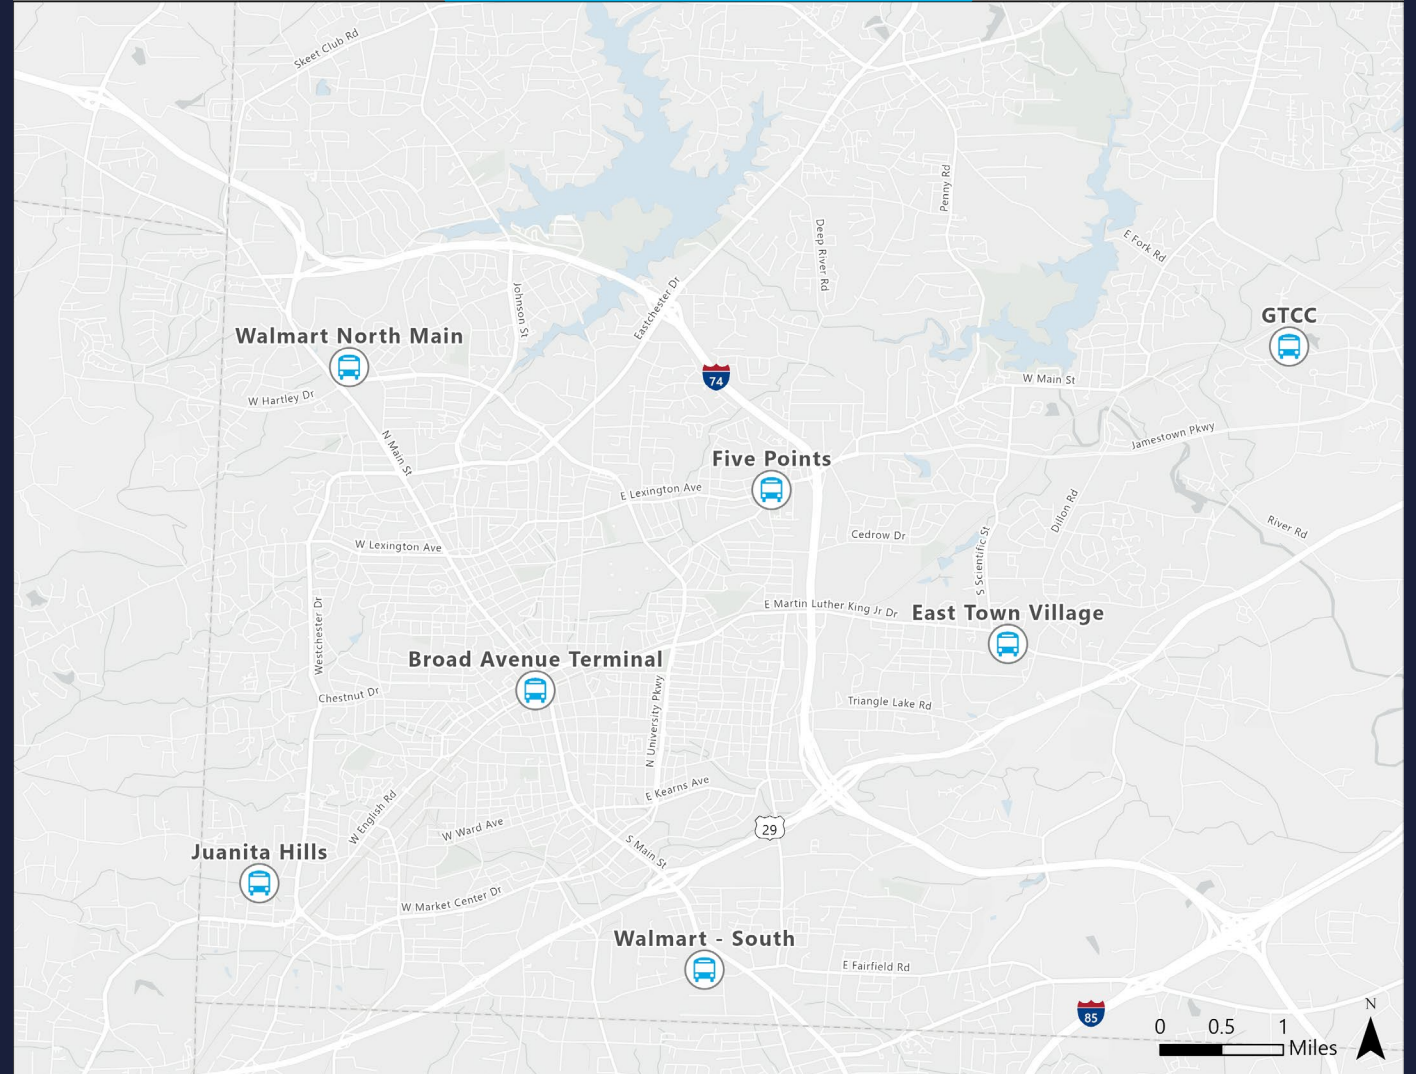 Skeet Club Rd
Penny Rd
Deep River Rd
E Fork Rd
Johnson St
Eastchester Dr
GTCC
Walmart North Main
74
W Main St
W Hartley Dr
N Main St
Jamestown Pkwy
Five Points
E Lexington Ave
Dillon Rd
River Rd
Cedrow Dr
W Lexington Ave
S Scientific St
E Martin Luther King Jr Dr
East Town Village
Westchester Dr
Broad Avenue Terminal
Chestnut Dr
Triangle Lake Rd
N University Pkwy
E Kearns Ave
W English Rd
W Ward Ave
29
S Main St
Juanita Hills
W Market Center Dr
Walmart - South
E Fairfield Rd
85
N
0 0.5 1
Miles